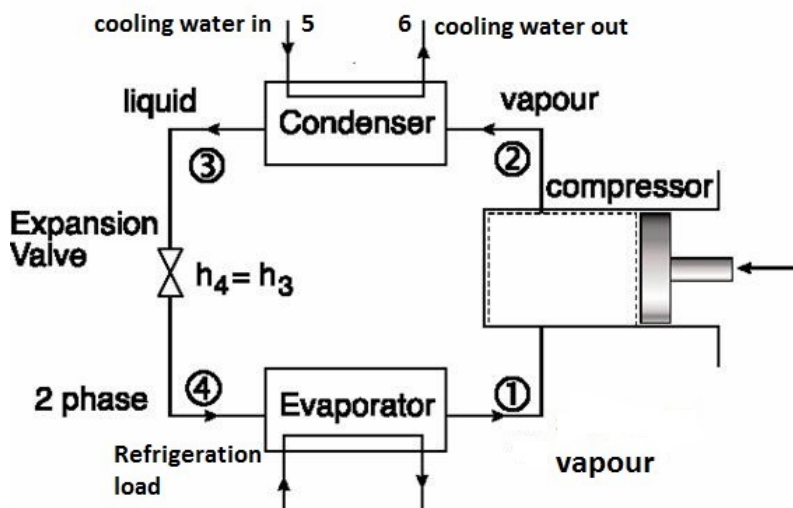 cooling water in 5 6 cooling water out
liquid
Condenser
vapour
③
②
compressor
Expansion
Valve
h₄ = h₃
2 phase
④
Evaporator
①
Refrigeration
load
vapour